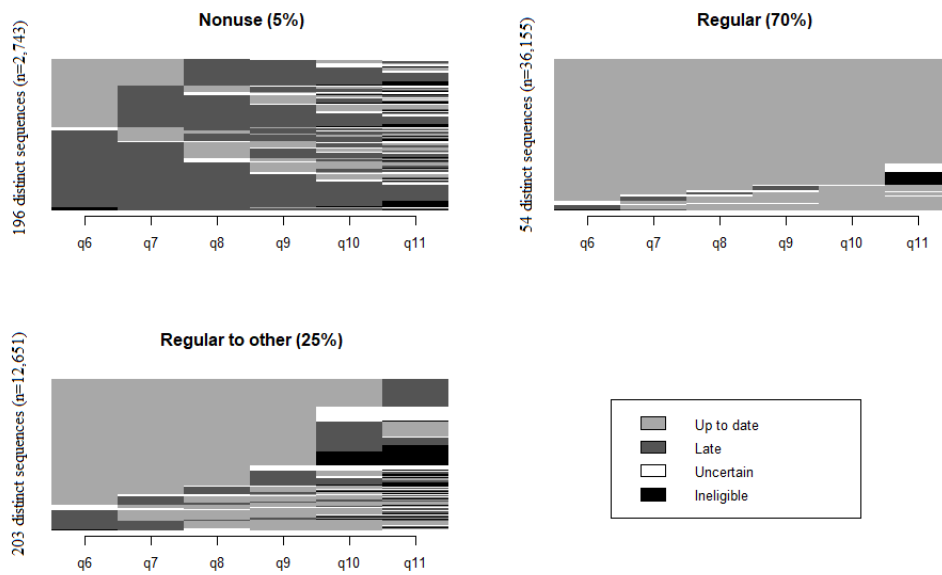 Nonuse (5%)
196 distinct sequences (n=2,743)
q6 q7 q8 q9 q10 q11
Regular (70%)
54 distinct sequences (n=36,155)
q6 q7 q8 q9 q10 q11
Regular to other (25%)
203 distinct sequences (n=12,651)
q6 q7 q8 q9 q10 q11
Up to date
Late
Uncertain
Ineligible